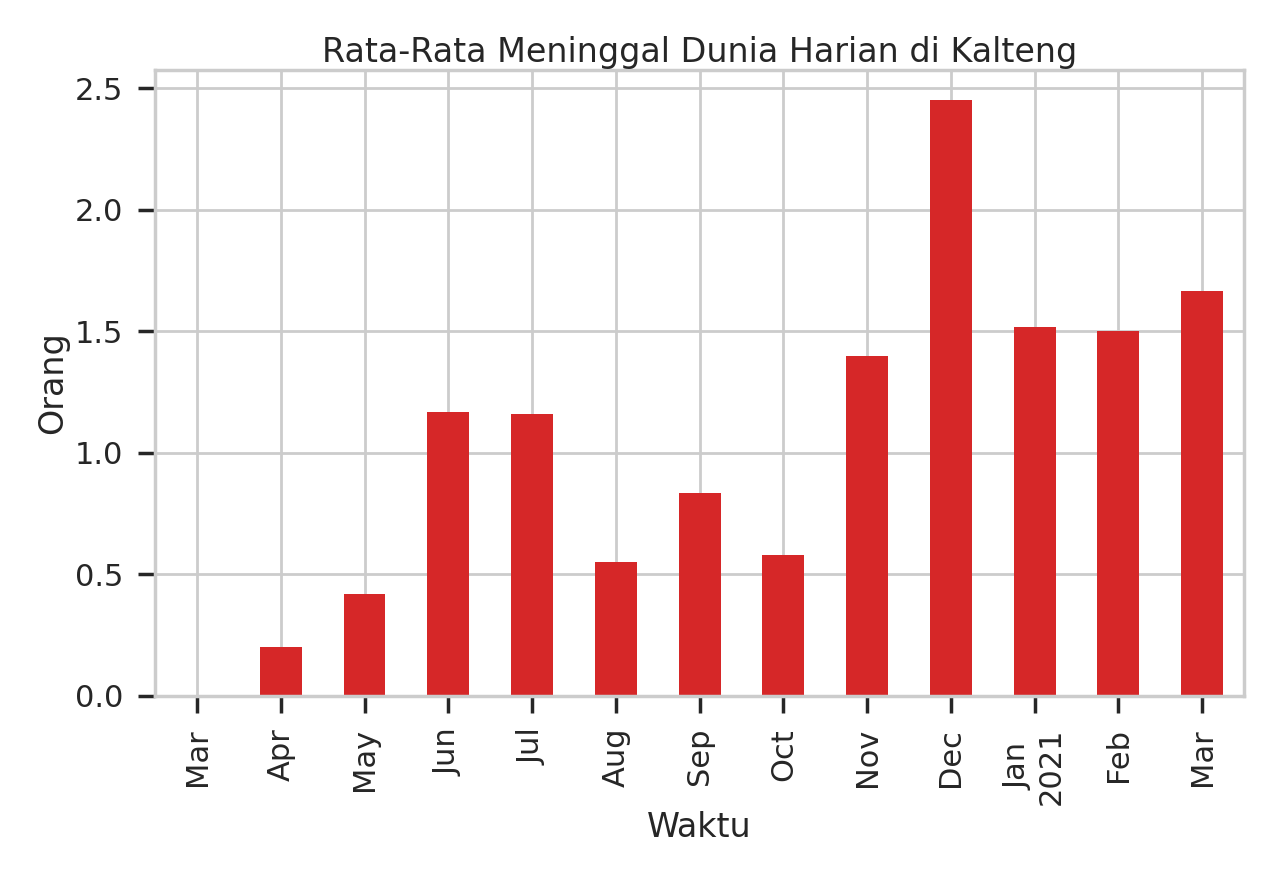 Rata-Rata Meninggal Dunia Harian di Kalteng
2.5
2.0
1.5
1.0
0.5
0.0
Orang
Mar
Apr
May
Jun
Jul
Aug
Sep
Oct
Nov
Dec
Jan
2021
Feb
Mar
Waktu